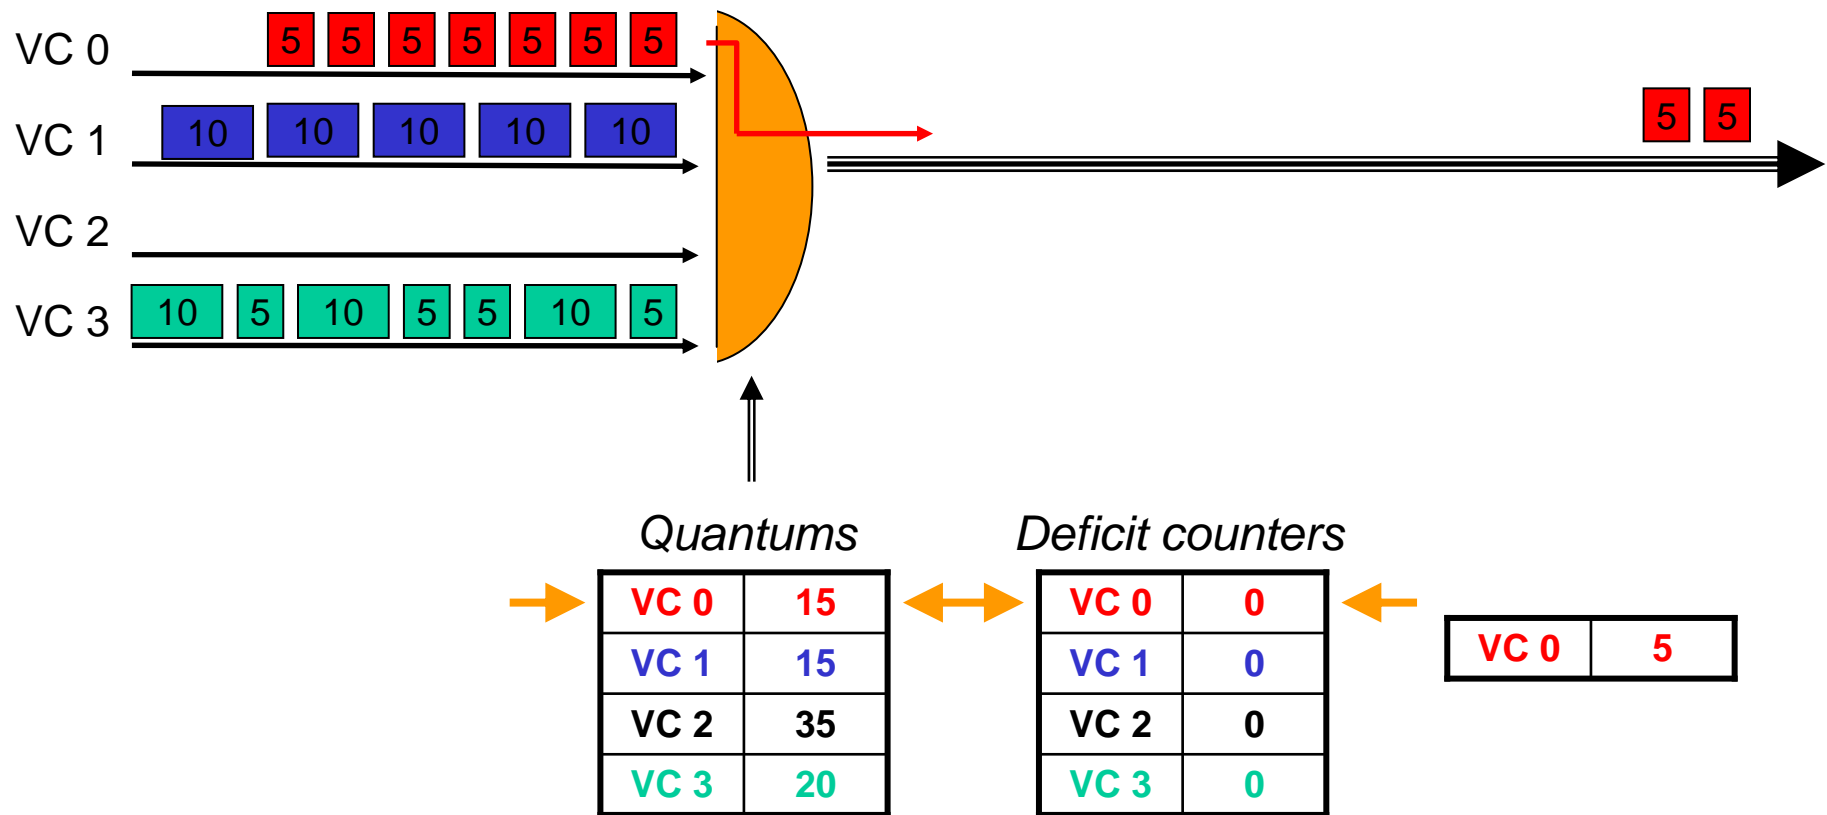 VC 0 5 5 5 5 5 5 5
5 5
VC 1 10 10 10 10 10
VC 2
VC 3 10 5 10 5 5 10 5
Quantums Deficit counters
VC 0 15 VC 0 0
VC 0 5
VC 1 15 VC 1 0
VC 2 35 VC 2 0
VC 3 20 VC 3 0